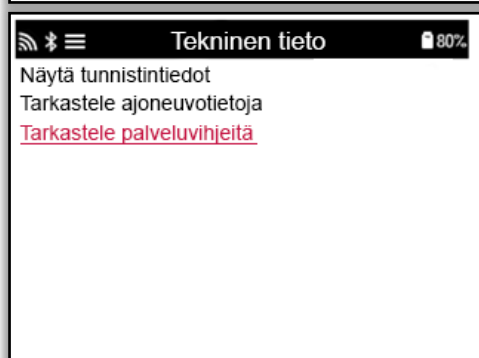 Tekninen tieto 80%
Näytä tunnistintiedot
Tarkastele ajoneuvotietoja
Tarkastele palveluvihjeitä